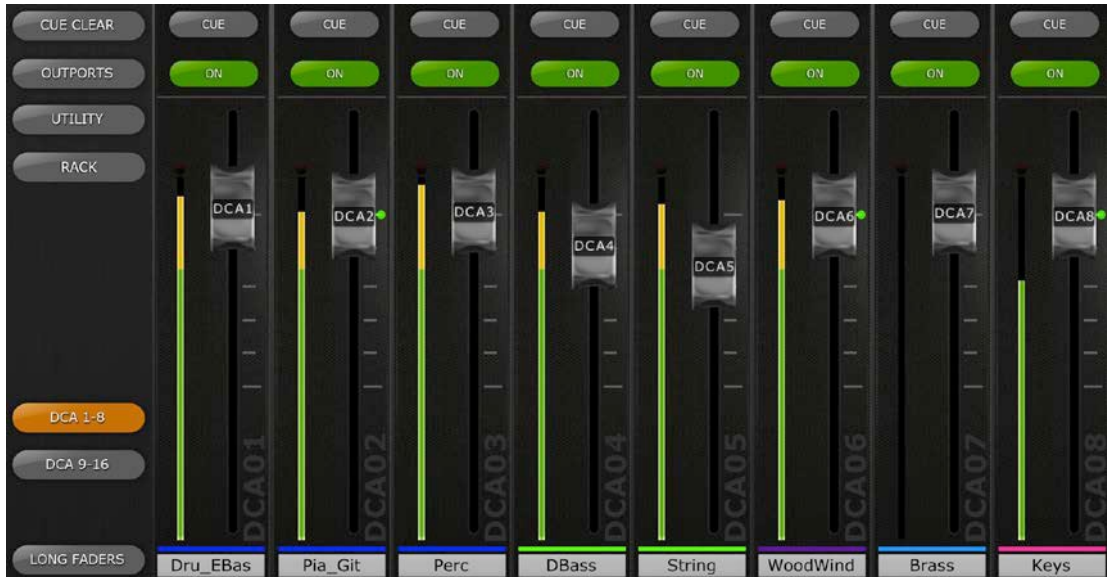 CUE CLEAR CUE CUE CUE CUE CUE CUE CUE CUE
OUTPORTS ON ON ON ON ON ON ON ON
UTILITY
RACK
DCA1 DCA2 DCA3 DCA4 DCA5 DCA6 DCA7 DCA8
DCA 1-8
DCA 9-16
DCA01 DCA02 DCA03 DCA04 DCA05 DCA06 DCA07 DCA08
LONG FADERS Dru_EBas Pia_Git Perc DBass String WoodWind Brass Keys